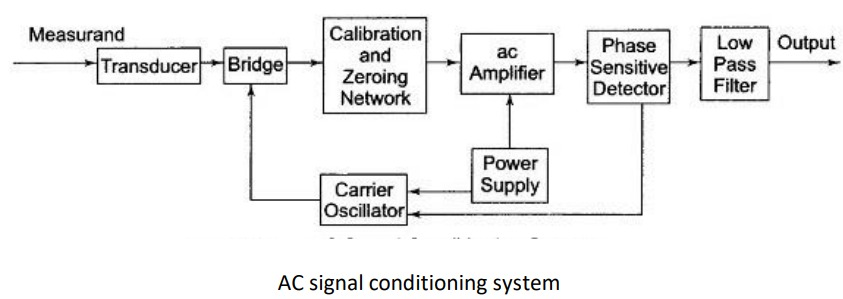 Measurand
Transducer
Bridge
Calibration
and
Zeroing
Network
ac
Amplifier
Phase
Sensitive
Detector
Low
Pass
Filter
Output
Carrier
Oscillator
Power
Supply
AC signal conditioning system